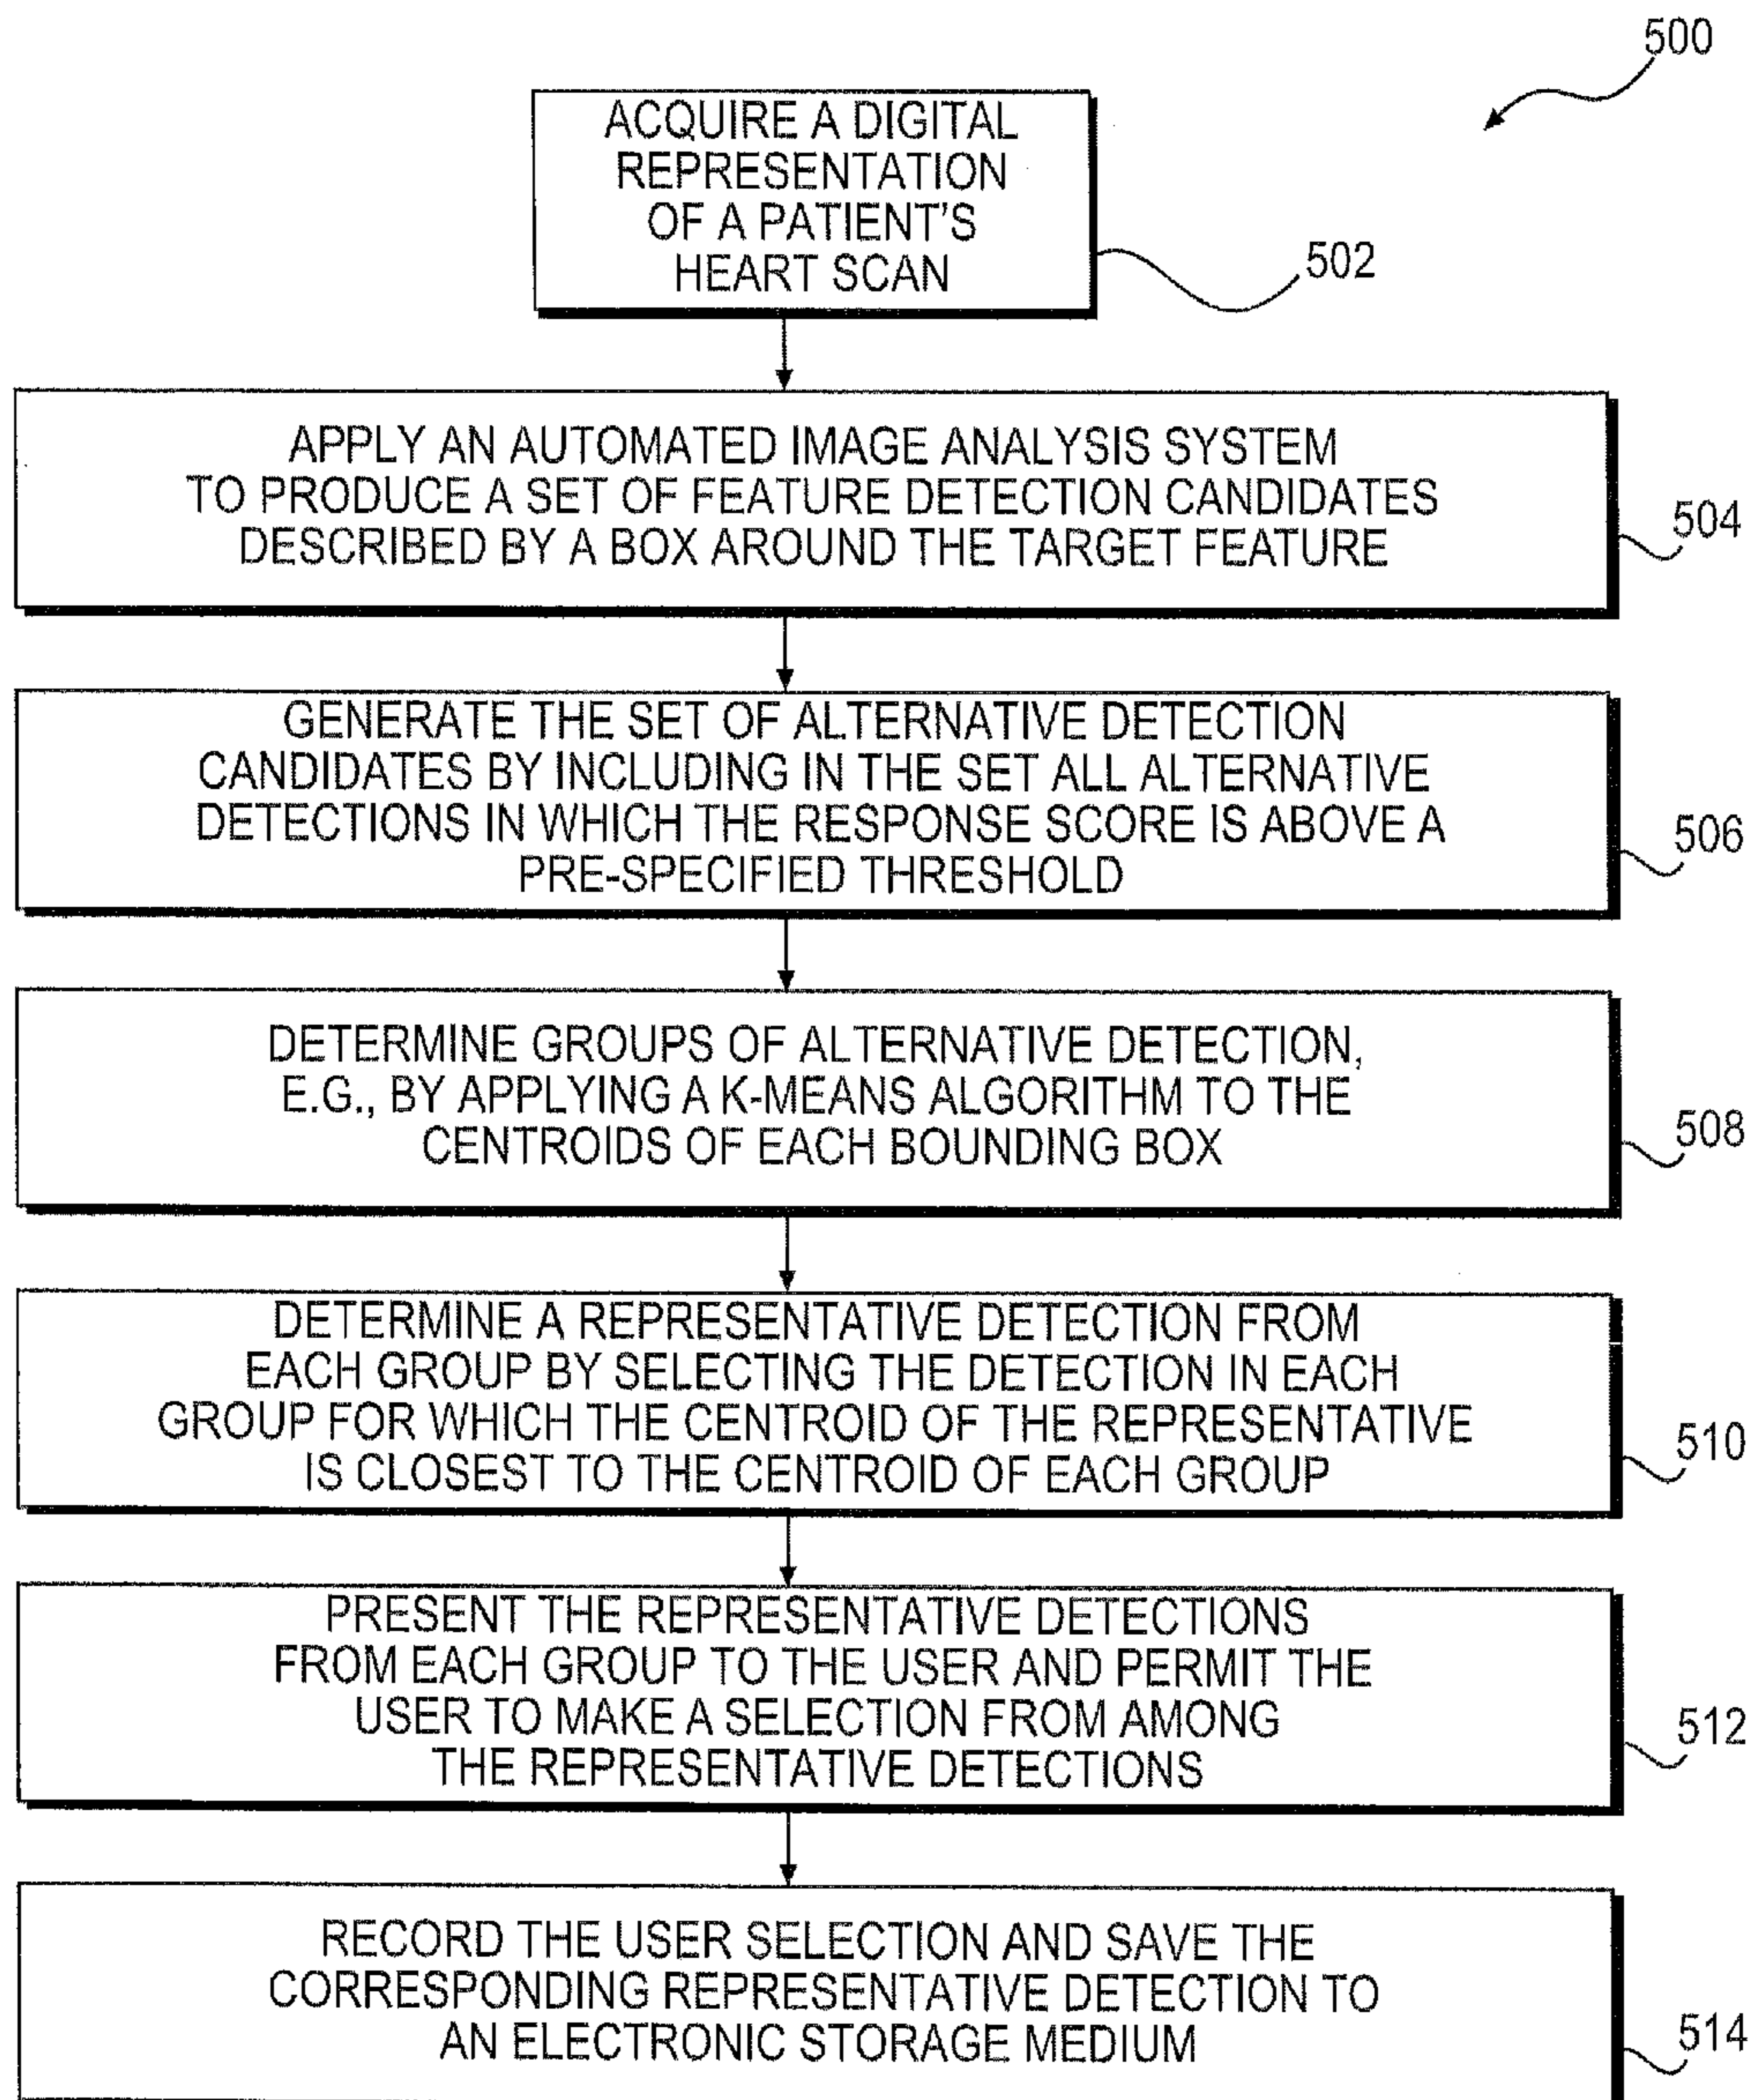 500
ACQUIRE A DIGITAL
REPRESENTATION
OF A PATIENT'S
HEART SCAN
502
APPLY AN AUTOMATED IMAGE ANALYSIS SYSTEM
TO PRODUCE A SET OF FEATURE DETECTION CANDIDATES
DESCRIBED BY A BOX AROUND THE TARGET FEATURE
504
GENERATE THE SET OF ALTERNATIVE DETECTION
CANDIDATES BY INCLUDING IN THE SET ALL ALTERNATIVE
DETECTIONS IN WHICH THE RESPONSE SCORE IS ABOVE A
PRE-SPECIFIED THRESHOLD
506
DETERMINE GROUPS OF ALTERNATIVE DETECTION,
E.G., BY APPLYING A K-MEANS ALGORITHM TO THE
CENTROIDS OF EACH BOUNDING BOX
508
DETERMINE A REPRESENTATIVE DETECTION FROM
EACH GROUP BY SELECTING THE DETECTION IN EACH
GROUP FOR WHICH THE CENTROID OF THE REPRESENTATIVE
IS CLOSEST TO THE CENTROID OF EACH GROUP
510
PRESENT THE REPRESENTATIVE DETECTIONS
FROM EACH GROUP TO THE USER AND PERMIT THE
USER TO MAKE A SELECTION FROM AMONG
THE REPRESENTATIVE DETECTIONS
512
RECORD THE USER SELECTION AND SAVE THE
CORRESPONDING REPRESENTATIVE DETECTION TO
AN ELECTRONIC STORAGE MEDIUM
514